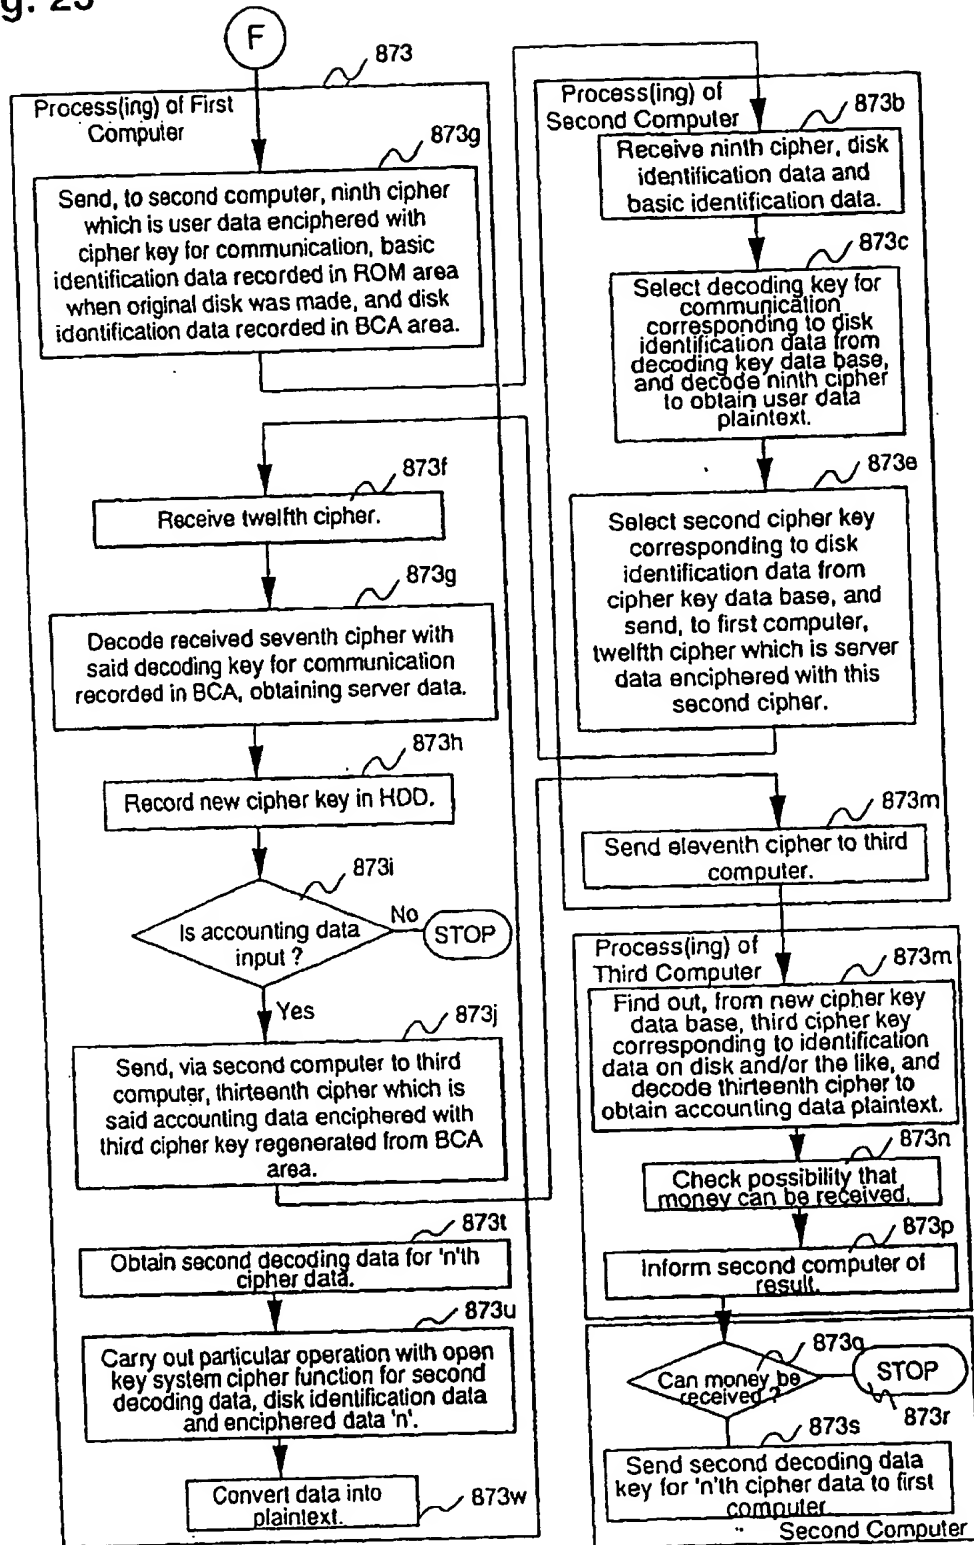 g. 23
F
873
Process(ing) of First
Computer
873g
Send, to second computer, ninth cipher
which is user data enciphered with
cipher key for communication, basic
identification data recorded in ROM area
when original disk was made, and disk
identification data recorded in BCA area.
873f
Receive twelfth cipher.
873g
Decode received seventh cipher with
said decoding key for communication
recorded in BCA, obtaining server data.
873h
Record new cipher key in HDD.
873i
Is accounting data
input ?
No
STOP
Yes
873j
Send, via second computer to third
computer, thirteenth cipher which is
said accounting data enciphered with
third cipher key regenerated from BCA
area.
873t
Obtain second decoding data for 'n'th
cipher data.
873u
Carry out particular operation with open
key system cipher function for second
decoding data, disk identification data
and enciphered data 'n'.
Convert data into
plaintext.
873w
Process(ing) of
Second Computer
873b
Receive ninth cipher, disk
identification data and
basic identification data.
873c
Select decoding key for
communication
corresponding to disk
identification data from
decoding key data base,
and decode ninth cipher
to obtain user data
plaintext.
873e
Select second cipher key
corresponding to disk
identification data from
cipher key data base, and
send, to first computer,
twelfth cipher which is server
data enciphered with this
second cipher.
873m
Send eleventh cipher to third
computer.
Process(ing) of
Third Computer
873m
Find out, from new cipher key
data base, third cipher key
corresponding to identification
data on disk and/or the like, and
decode thirteenth cipher to
obtain accounting data plaintext.
873n
Check possibility that
money can be received.
873p
Inform second computer of
result.
873q
Can money be
received ?
STOP
873r
873s
Send second decoding data
key for 'n'th cipher data to first
computer
Second Computer